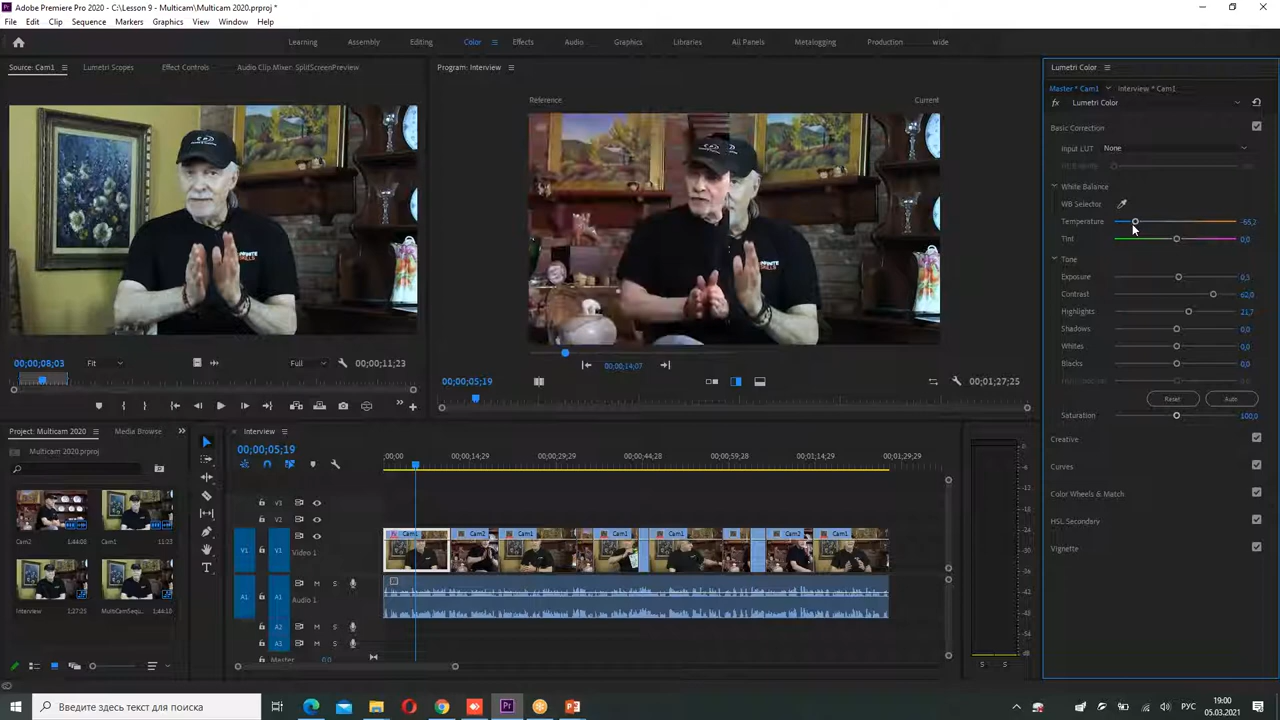 Adobe Premiere Pro 2020 - C:\Lesson 9 - Multicam\Multicam 2020.prproj *
File Edit Clip Sequence Markers Graphics View Window Help
Learning Assembly Editing Color Effects Audio Graphics Libraries All Panels Metalogging Production wide
Source: Cam1 Lumetri Scopes Effect Controls Audio Clip Mixer: SplitScreenPreview
Program: Interview
Reference Current
00;00;08;03 Fit Full 00;00;11;23
00;00;14;07
00;00;05;19 00;01;27;25
Lumetri Color
Master * Cam1 Interview * Cam1
fx Lumetri Color
Basic Correction
Input LUT None
White Balance
WB Selector
Temperature
Tint 0,0
Tone
Exposure 0,5
Contrast 62,0
Highlights 21,7
Shadows 0,0
Whites 0,0
Blacks 0,0
Reset Auto
Saturation 100,0
Creative
Curves
Color Wheels & Match
HSL Secondary
Vignette
Project: Multicam 2020 Media Browse
Multicam 2020.prproj
Cam2 1;44;08 Cam1 11;23
Interview 1;27;25 MultiCamSequ... 1;44;10
Interview
00;00;05;19
;00;00 00;00;14;29 00;00;29;29 00;00;44;28 00;00;59;28 00;01;14;29 00;01;29;29
V3
V2
V1 V1 Video 1
A1 A1 M S Audio 1
A2 M S
A3 M S
Master 0,0
Cam1 Cam2 Cam1 Cam1 Cam1 Cam2 Cam1
S S
Введите здесь текст для поиска
РУС
19:00
05.03.2021